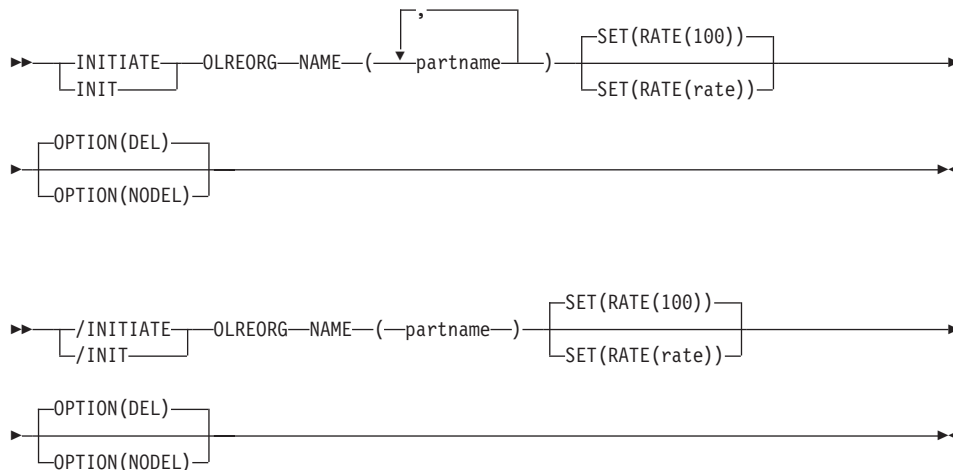 ,
SET(RATE(100))
INITIATE OLREORG NAME ( partname )
INIT SET(RATE(rate))
OPTION(DEL)
OPTION(NODEL)
SET(RATE(100))
/INITIATE OLREORG NAME ( partname )
/INIT SET(RATE(rate))
OPTION(DEL)
OPTION(NODEL)